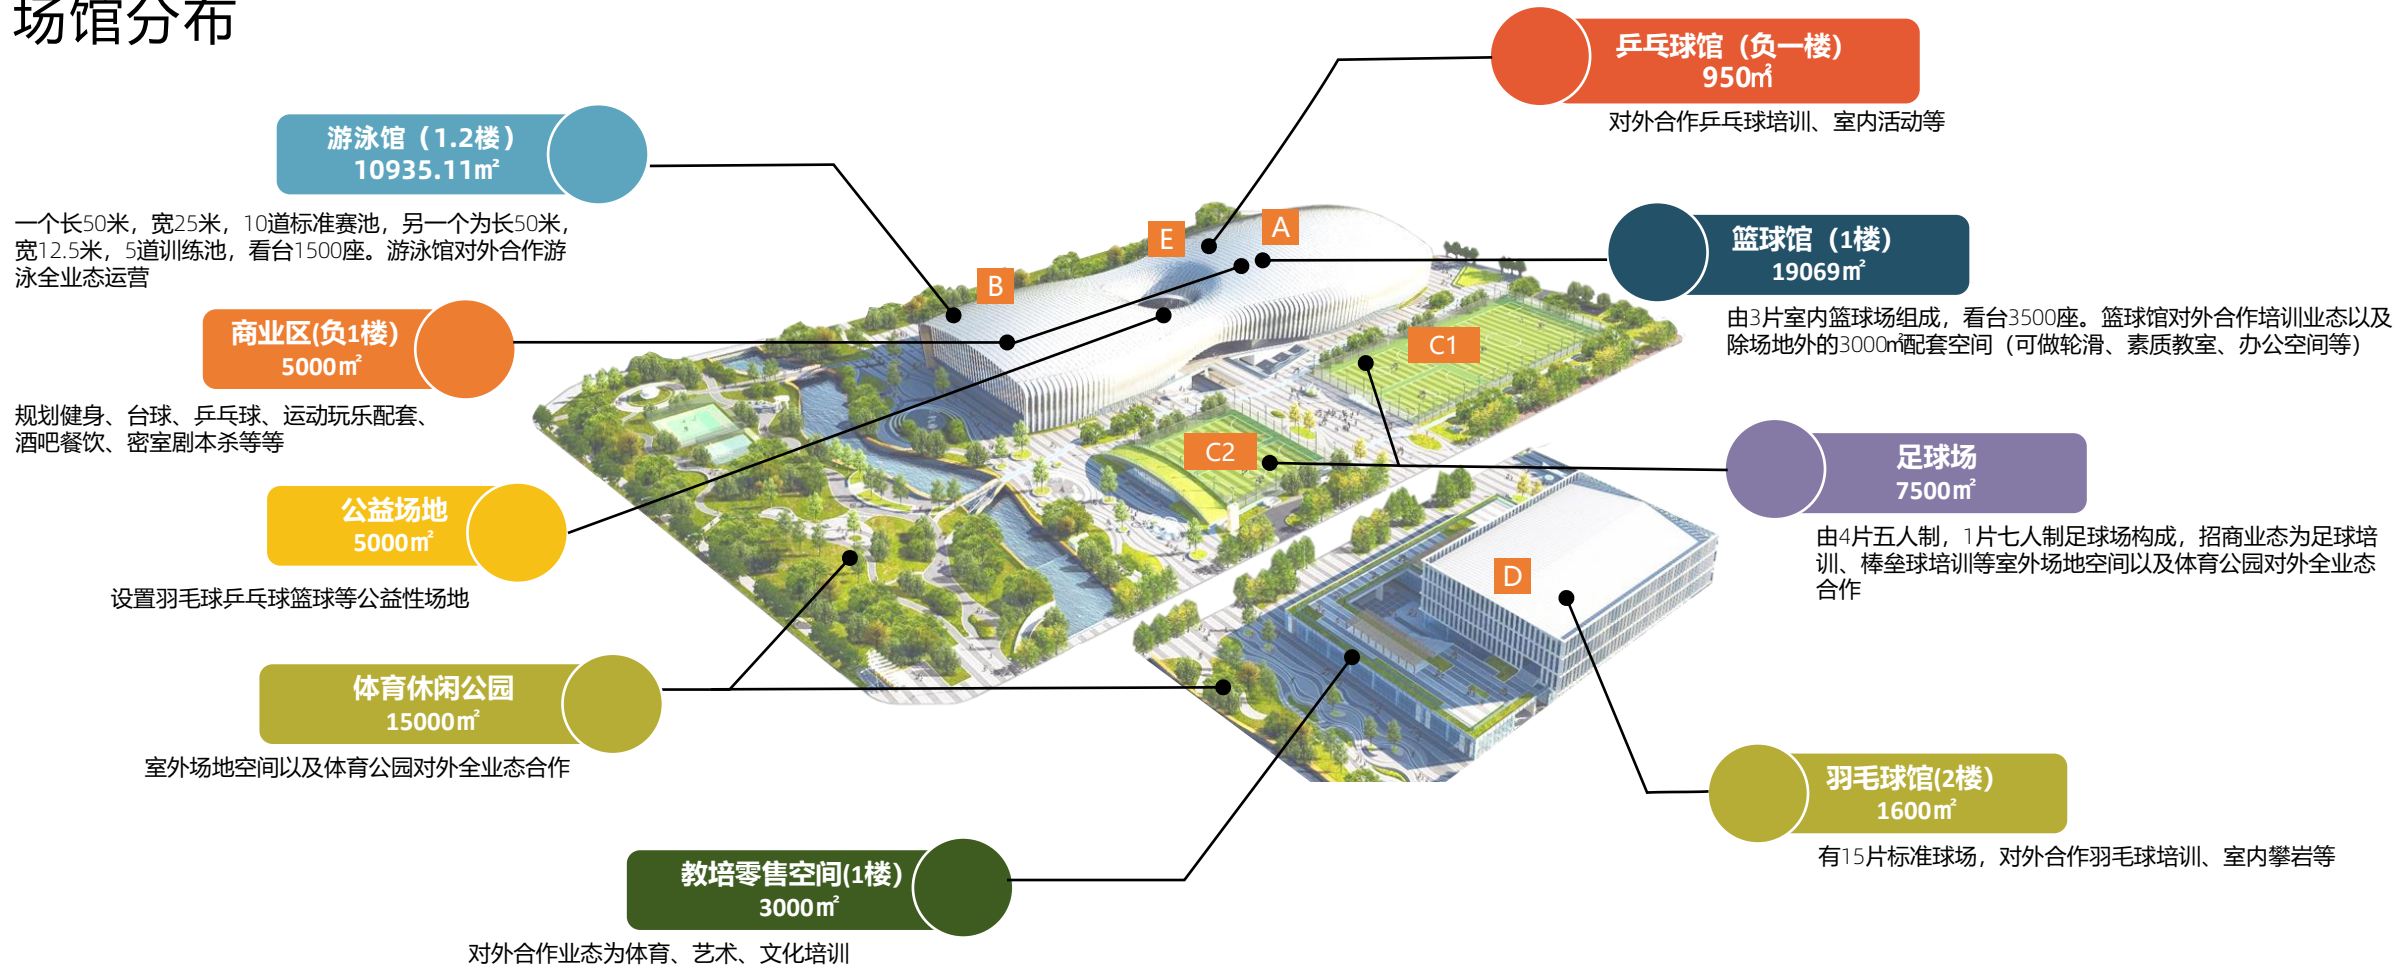 场馆分布
乒乓球馆（负一楼）
950㎡
对外合作乒乓球培训、室内活动等
游泳馆（1.2楼）
10935.11㎡
一个长50米，宽25米，10道标准赛池，另一个为长50米，
宽12.5米，5道训练池，看台1500座。游泳馆对外合作游
泳全业态运营
篮球馆（1楼）
19069㎡
由3片室内篮球场组成，看台3500座。篮球馆对外合作培训业态以及
除场地外的3000㎡配套空间（可做轮滑、素质教室、办公空间等）
商业区(负1楼）
5000㎡
规划健身、台球、乒乓球、运动玩乐配套、
酒吧餐饮、密室剧本杀等等
E
A
B
C1
C2
D
足球场
7500㎡
由4片五人制，1片七人制足球场构成，招商业态为足球培
训、棒垒球培训等室外场地空间以及体育公园对外全业态
合作
公益场地
5000㎡
设置羽毛球乒乓球篮球等公益性场地
体育休闲公园
15000㎡
室外场地空间以及体育公园对外全业态合作
羽毛球馆(2楼）
1600㎡
有15片标准球场，对外合作羽毛球培训、室内攀岩等
教培零售空间(1楼）
3000㎡
对外合作业态为体育、艺术、文化培训